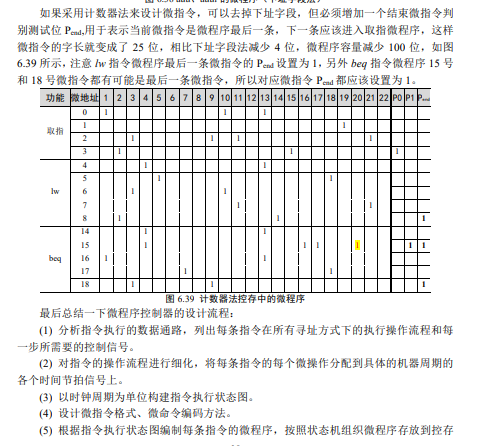 如果采用计数器法来设计微指令，可以去掉下址字段，但必须增加一个结束微指令判
别测试位 Pend,用于表示当前微指令是微程序最后一条，下一条应该进入取指微程序，这样
微指令的字长就变成了 25 位，相比下址字段法减少 4 位，微程序容量减少 100 位，如图
6.39 所示，注意 lw 指令微程序最后一条微指令的 Pend 设置为 1，另外 beq 指令微程序 15 号
和 18 号微指令都有可能是最后一条微指令，所以对应微指令 Pend 都应该设置为 1。
功能 微地址 1 2 3 4 5 6 7 8 9 10 11 12 13 14 15 16 17 18 19 20 21 22 P0 P1 Pend
取指
0 1 1 1
1 1
2 1 1 1 1
3 1 1 1
lw
4 1 1
5 1 1
6 1 1
7 1 1
8 1 1 1
beq
14 1 1
15 1 1 1 1 1 1
16 1 1
17 1 1
18 1 1 1
图 6.39 计数器法控存中的微程序
最后总结一下微程序控制器的设计流程：
(1) 分析指令执行的数据通路，列出每条指令在所有寻址方式下的执行操作流程和每
一步所需要的控制信号。
(2) 对指令的操作流程进行细化，将每条指令的每个微操作分配到具体的机器周期的
各个时间节拍信号上。
(3) 以时钟周期为单位构建指令执行状态图。
(4) 设计微指令格式、微命令编码方法。
(5) 根据指令执行状态图编制每条指令的微程序，按照状态机组织微程序存放到控存